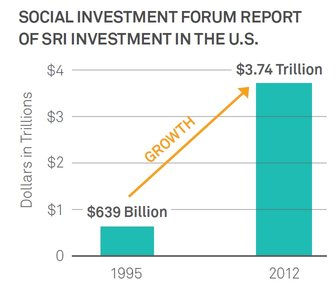 SOCIAL INVESTMENT FORUM REPORT
OF SRI INVESTMENT IN THE U.S.
$4
$3.74 Trillion
Dollars in Trillions
$3
GROWTH
$2
$1
$639 Billion
0
1995
2012